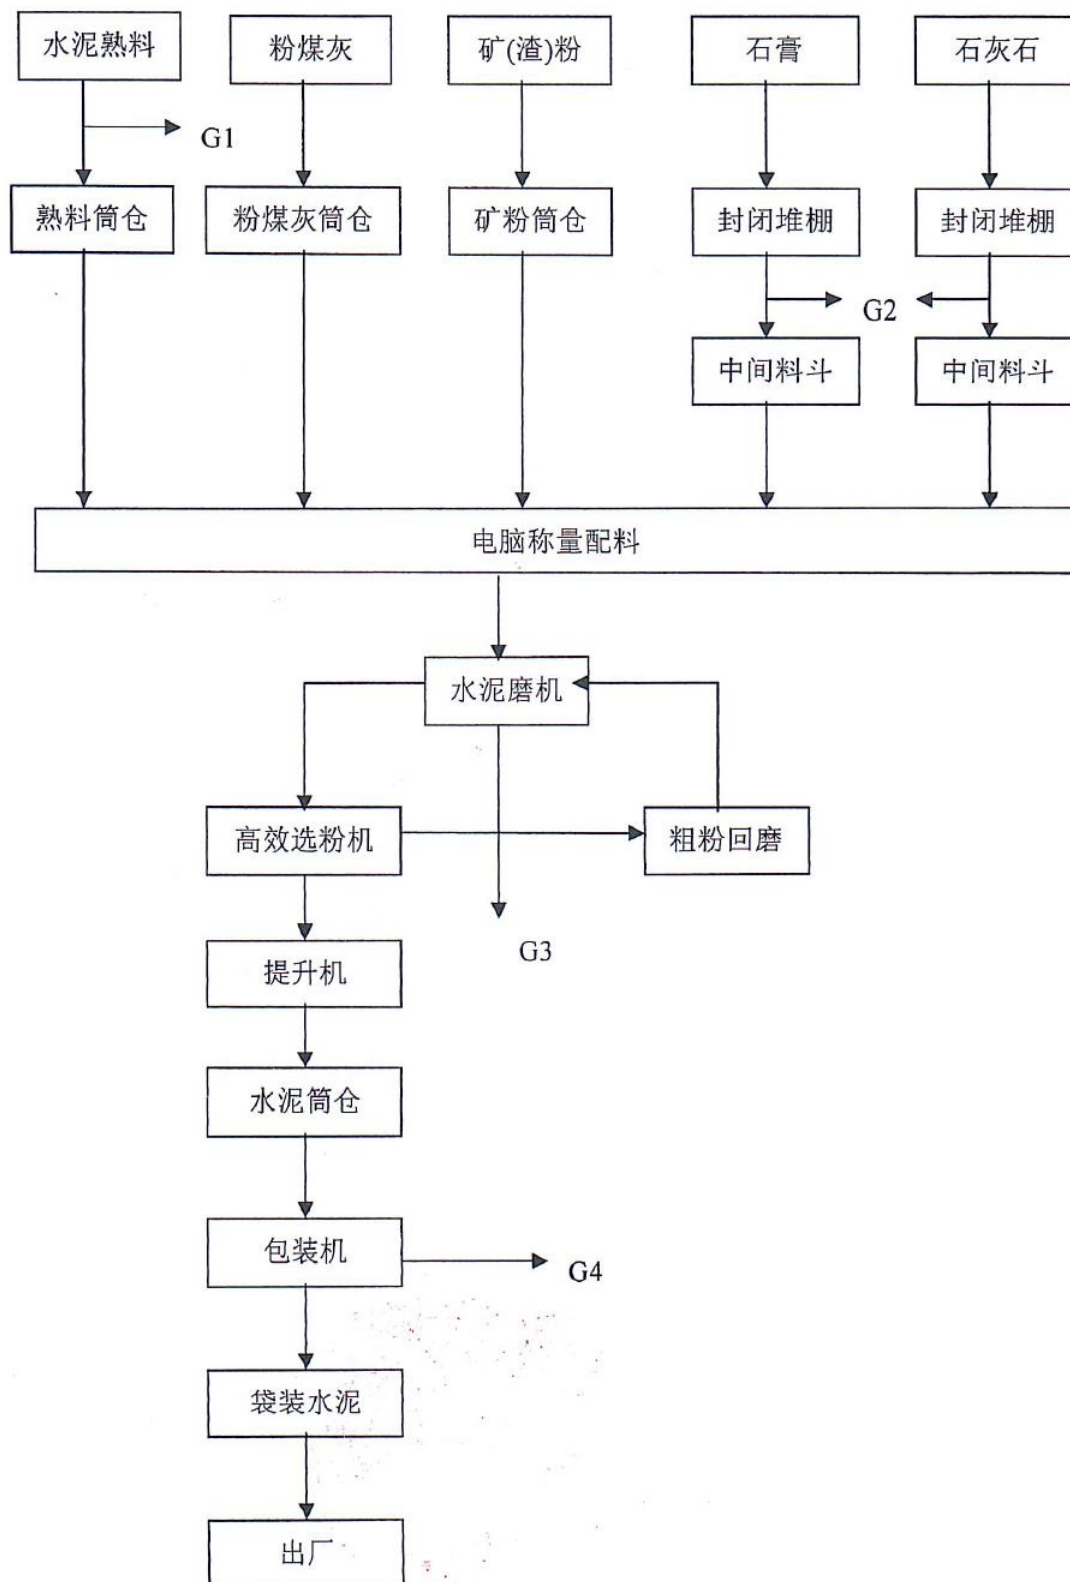 水泥熟料
粉煤灰
矿(渣)粉
石膏
石灰石
G1
熟料筒仓
粉煤灰筒仓
矿粉筒仓
封闭堆棚
封闭堆棚
G2
中间料斗
中间料斗
电脑称量配料
水泥磨机
高效选粉机
粗粉回磨
G3
提升机
水泥筒仓
包装机
G4
袋装水泥
出厂